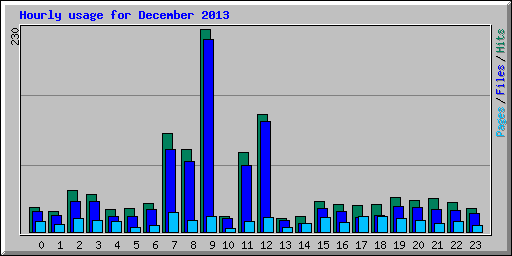 Hourly usage for December 2013
230
Pages/Files/Hits
0 1 2 3 4 5 6 7 8 9 10 11 12 13 14 15 16 17 18 19 20 21 22 23